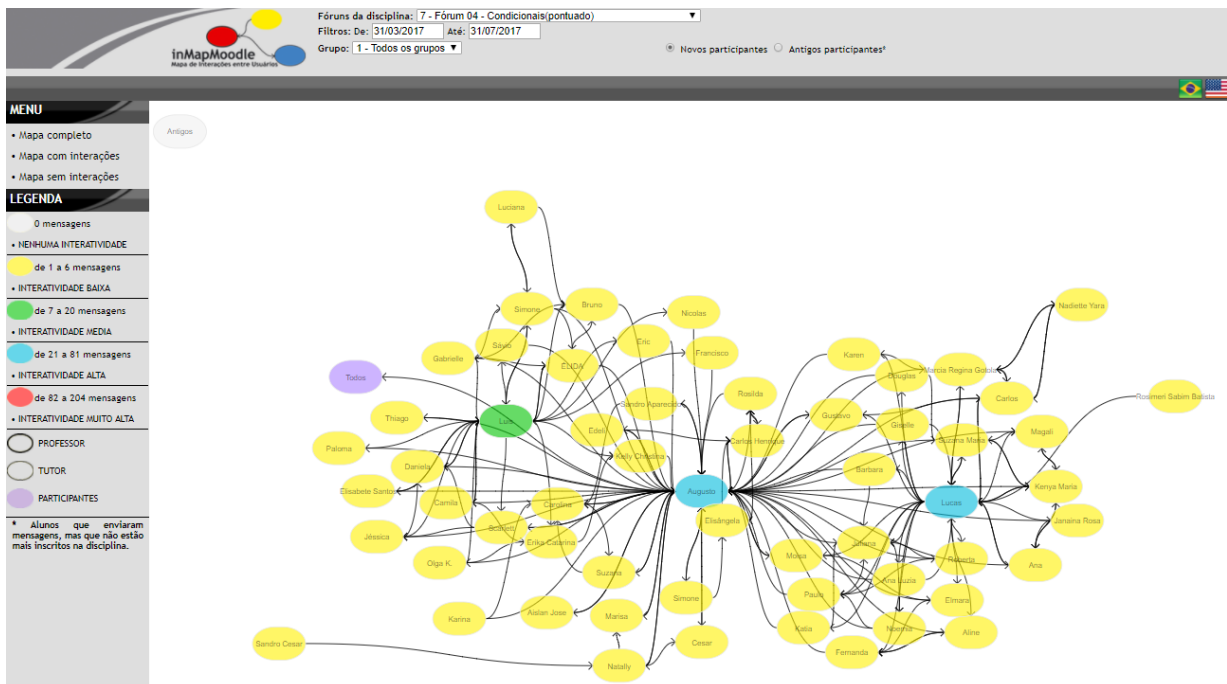 Fóruns da disciplina: 7 - Fórum 04 - Condicionais(pontuado)
Filtros: De: 31/03/2017 Até: 31/07/2017
Grupo: 1 - Todos os grupos
Novos participantes Antigos participantes*
inMapMoodle
Mapa de Interações entre Usuários
MENU
• Mapa completo
• Mapa com interações
• Mapa sem interações
LEGENDA
0 mensagens
• NENHUMA INTERATIVIDADE
de 1 a 6 mensagens
• INTERATIVIDADE BAIXA
de 7 a 20 mensagens
• INTERATIVIDADE MEDIA
de 21 a 81 mensagens
• INTERATIVIDADE ALTA
de 82 a 204 mensagens
• INTERATIVIDADE MUITO ALTA
PROFESSOR
TUTOR
PARTICIPANTES
* Alunos que enviaram
mensagens, mas que não estão
mais inscritos na disciplina.
Antigos
Luciana
Simone
Bruno
Nicolas
Nadiette Yara
Savio
Eric
Gabrielle
ELIDA
Francisco
Karen
Douglas
Marcia Regina Gotolo
Todos
Rosilda
Carlos
Rosimeri Sabim Batista
Sandro Aparecido
Thiago
Luis
Edeli
Gustavo
Giselle
Magali
Paloma
Carlos Henrique
Suzana Maria
Kelly Christina
Daniela
Barbara
Elisabete Santos
Augusto
Kenya Maria
Camila
Carolina
Lucas
Elisângela
Janaina Rosa
Jéssica
Scarlett
Erika Catarina
Juliana
Moisa
Roberta
Olga K.
Suzana
Ana Luzia
Ana
Simone
Paulo
Elmara
Karina
Aislan Jose
Marisa
Katia
Noemia
Aline
Sandro Cesar
Cesar
Fernanda
Natally